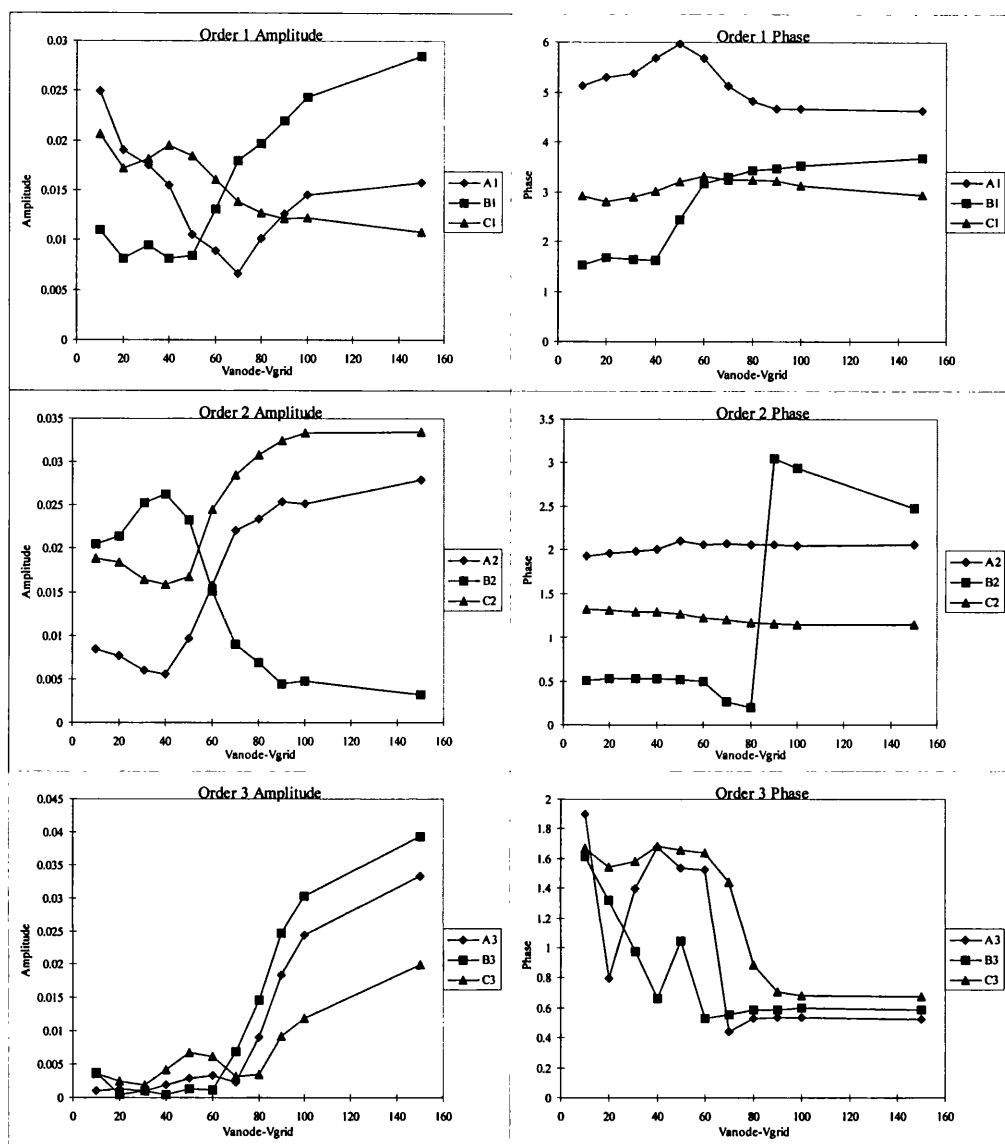 Order 1 Amplitude
0.03
0.025
0.02
0.015
0.01
0.005
0
Amplitude
0 20 40 60 80 100 120 140 160
Vanode-Vgrid
A1
B1
C1
Order 1 Phase
6
5
4
3
2
1
0
Phase
0 20 40 60 80 100 120 140 160
Vanode-Vgrid
A1
B1
C1
Order 2 Amplitude
0.035
0.03
0.025
0.02
0.015
0.01
0.005
0
Amplitude
0 20 40 60 80 100 120 140 160
Vanode-Vgrid
A2
B2
C2
Order 2 Phase
3.5
3
2.5
2
1.5
1
0.5
0
Phase
0 20 40 60 80 100 120 140 160
Vanode-Vgrid
A2
B2
C2
Order 3 Amplitude
0.045
0.04
0.035
0.03
0.025
0.02
0.015
0.01
0.005
0
Amplitude
0 20 40 60 80 100 120 140 160
Vanode-Vgrid
A3
B3
C3
Order 3 Phase
2
1.8
1.6
1.4
1.2
1
0.8
0.6
0.4
0.2
0
Phase
0 20 40 60 80 100 120 140 160
Vanode-Vgrid
A3
B3
C3